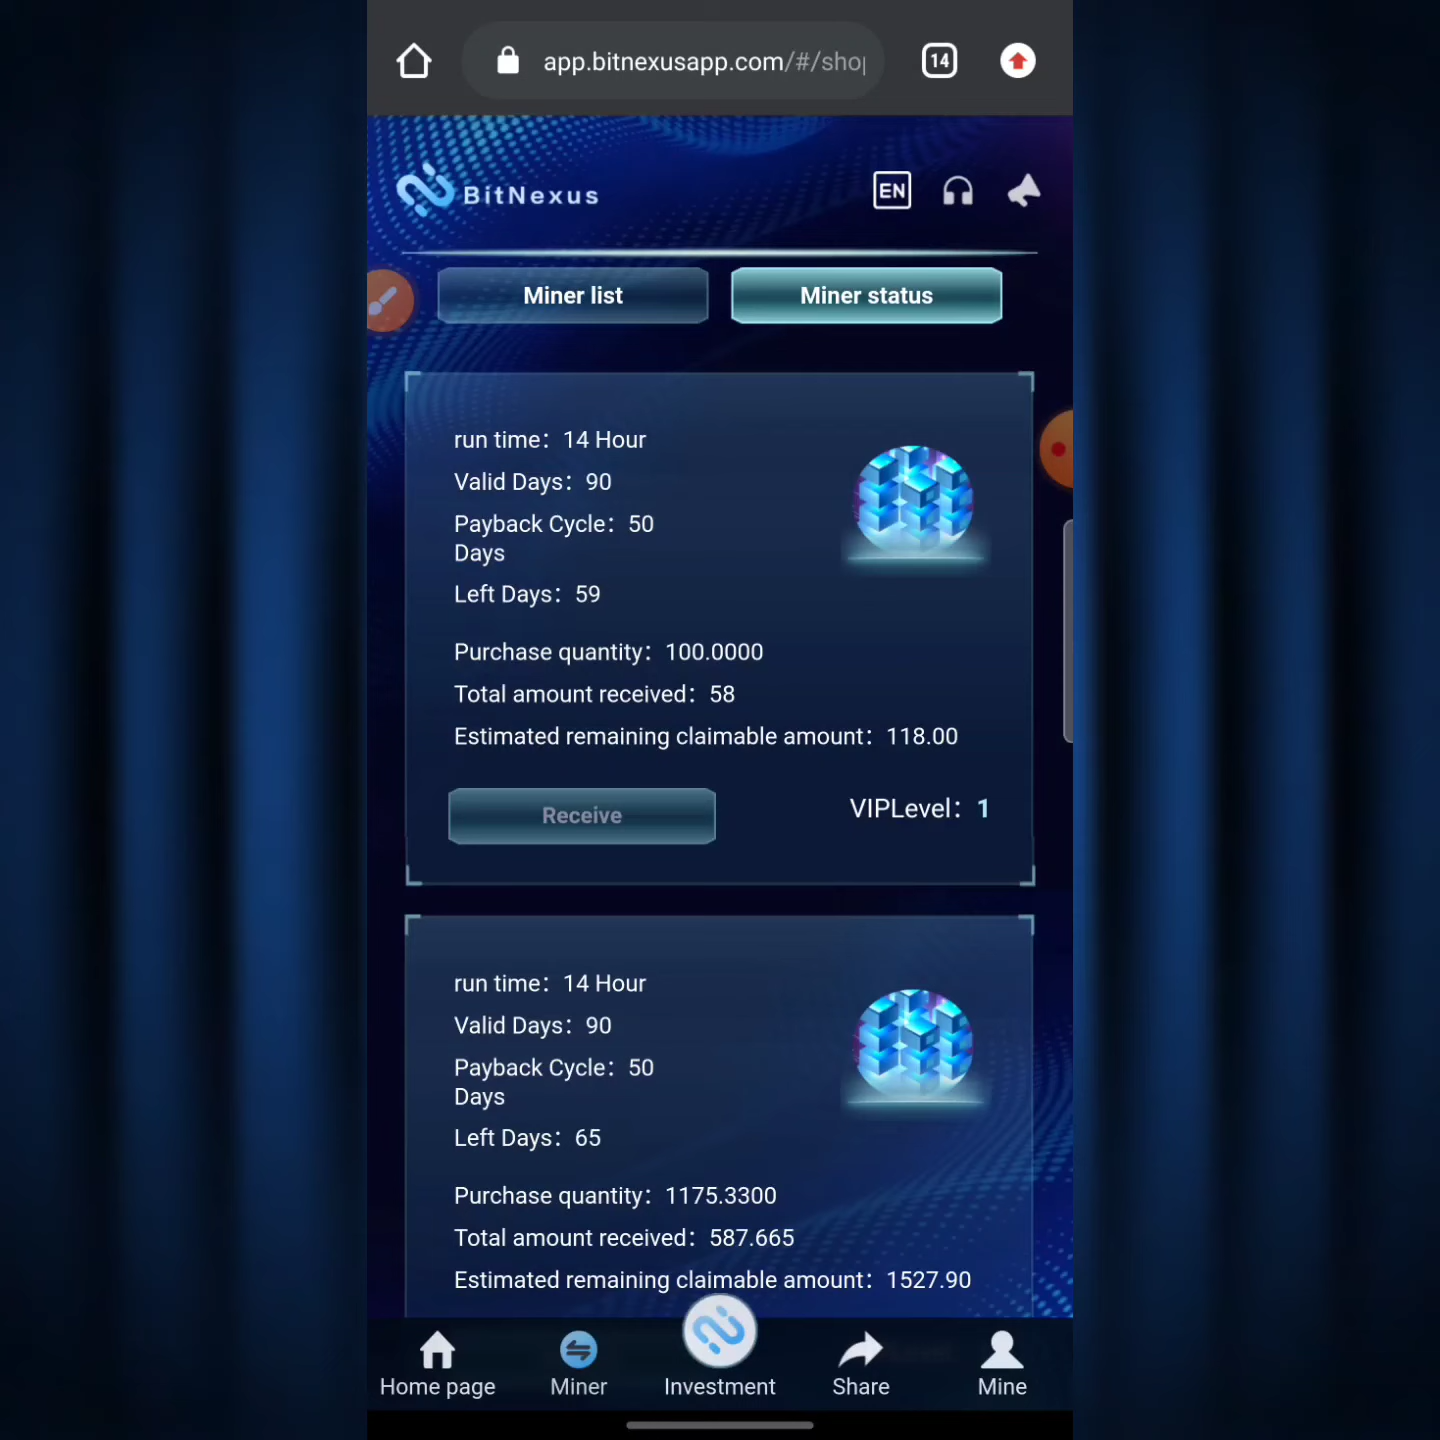 app.bitnexusapp.com/#/shop
14
BitNexus
EN
Miner list
Miner status
run time：14 Hour
Valid Days：90
Payback Cycle：50
Days
Left Days：59
Purchase quantity：100.0000
Total amount received：58
Estimated remaining claimable amount：118.00
Receive
VIPLevel：1
run time：14 Hour
Valid Days：90
Payback Cycle：50
Days
Left Days：65
Purchase quantity：1175.3300
Total amount received：587.665
Estimated remaining claimable amount：1527.90
Home page
Miner
Investment
Share
Mine